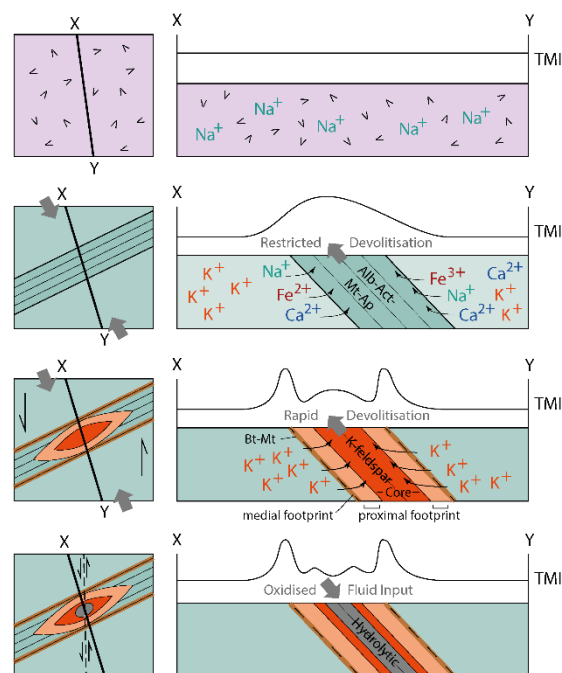 X
X
Y
TMI
Na⁺
Na⁺
Na⁺
Na⁺
Na⁺
Y
X
X
Y
TMI
Restricted Devolitisation
K⁺
K⁺
K⁺
K⁺
Na⁺
Fe²⁺
Ca²⁺
Alb-Act-
Mt-Ap
Fe³⁺
Na⁺
Ca²⁺
Ca²⁺
K⁺
K⁺
Y
X
X
Y
TMI
Rapid Devolitisation
Bt-Mt
K⁺
K⁺
K⁺
K⁺
K⁺
K-feldspar
Core
K⁺
K⁺
K⁺
K⁺
medial footprint
proximal footprint
Y
X
X
Y
TMI
Oxidised Fluid Input
Hydrolytic